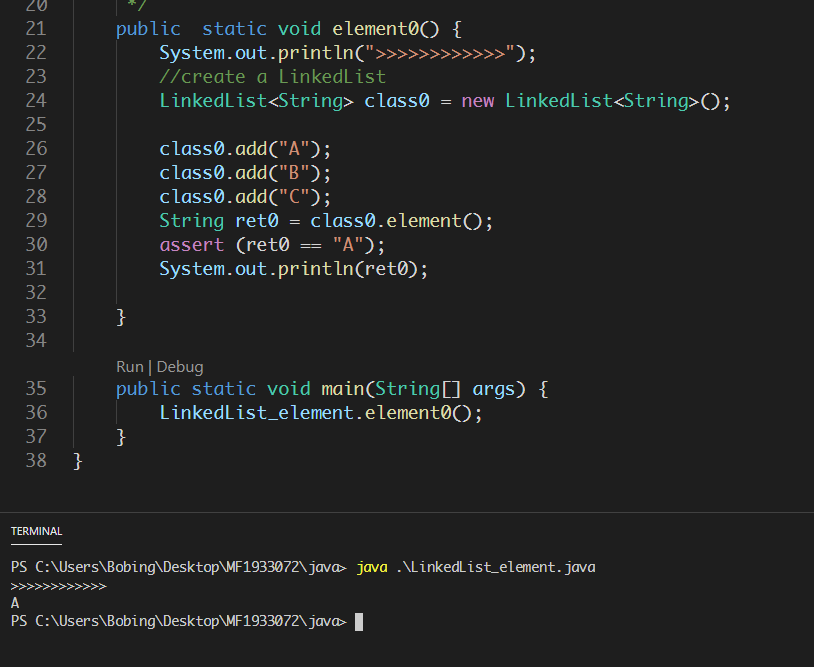 20 */
21 public  static void element0() {
22 System.out.println(">>>>>>>>>>>>");
23 //create a LinkedList
24 LinkedList<String> class0 = new LinkedList<String>();
25
26 class0.add("A");
27 class0.add("B");
28 class0.add("C");
29 String ret0 = class0.element();
30 assert (ret0 == "A");
31 System.out.println(ret0);
32
33 }
34
Run | Debug
35 public static void main(String[] args) {
36 LinkedList_element.element0();
37 }
38 }
TERMINAL
PS C:\Users\Bobing\Desktop\MF1933072\java> java .\LinkedList_element.java
>>>>>>>>>>>>
A
PS C:\Users\Bobing\Desktop\MF1933072\java>